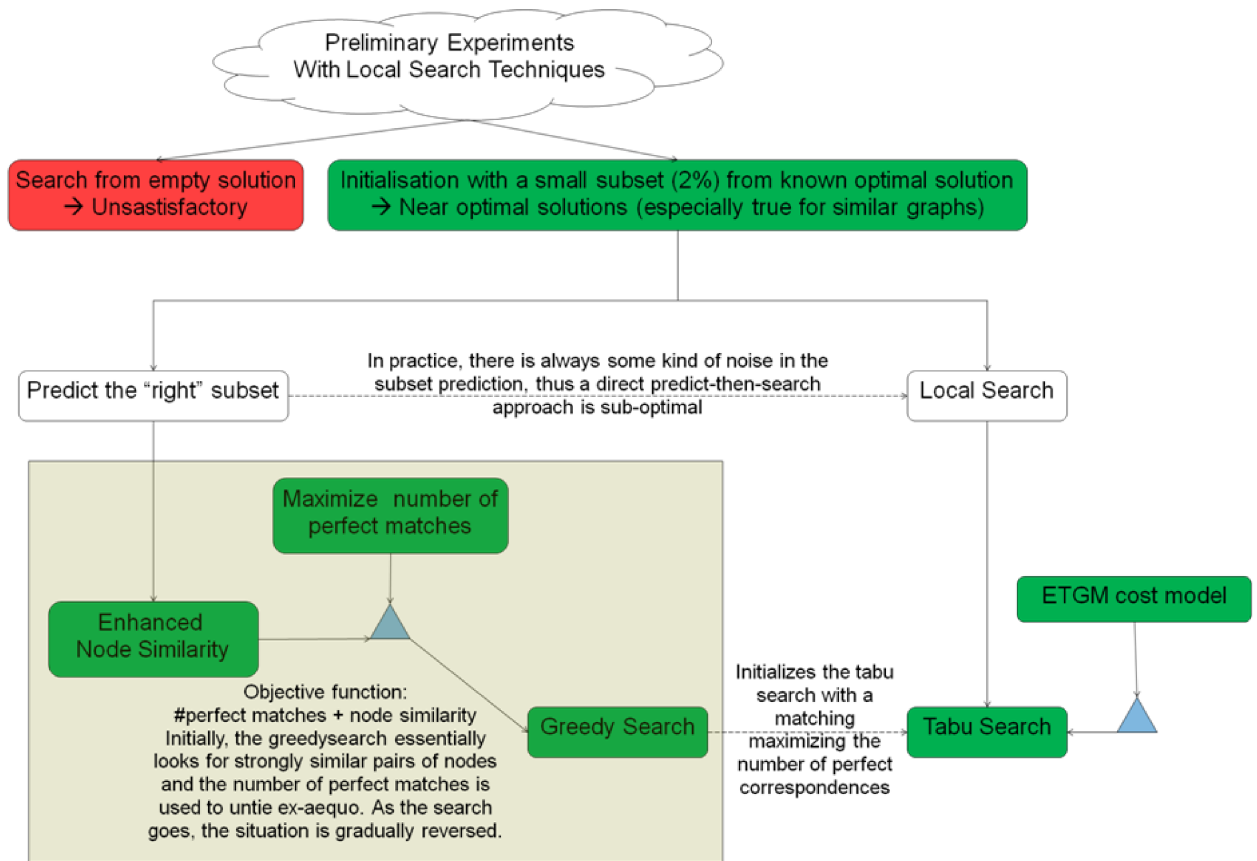 Preliminary Experiments
With Local Search Techniques
Search from empty solution
→ Unsastisfactory
Initialisation with a small subset (2%) from known optimal solution
→ Near optimal solutions (especially true for similar graphs)
In practice, there is always some kind of noise in the
subset prediction, thus a direct predict-then-search
approach is sub-optimal
Predict the “right” subset
Local Search
Maximize number of
perfect matches
ETGM cost model
Enhanced
Node Similarity
Objective function:
#perfect matches + node similarity
Initially, the greedysearch essentially
looks for strongly similar pairs of nodes
and the number of perfect matches is
used to untie ex-aequo. As the search
goes, the situation is gradually reversed.
Greedy Search
Initializes the tabu
search with a
matching
maximizing the
number of perfect
correspondences
Tabu Search